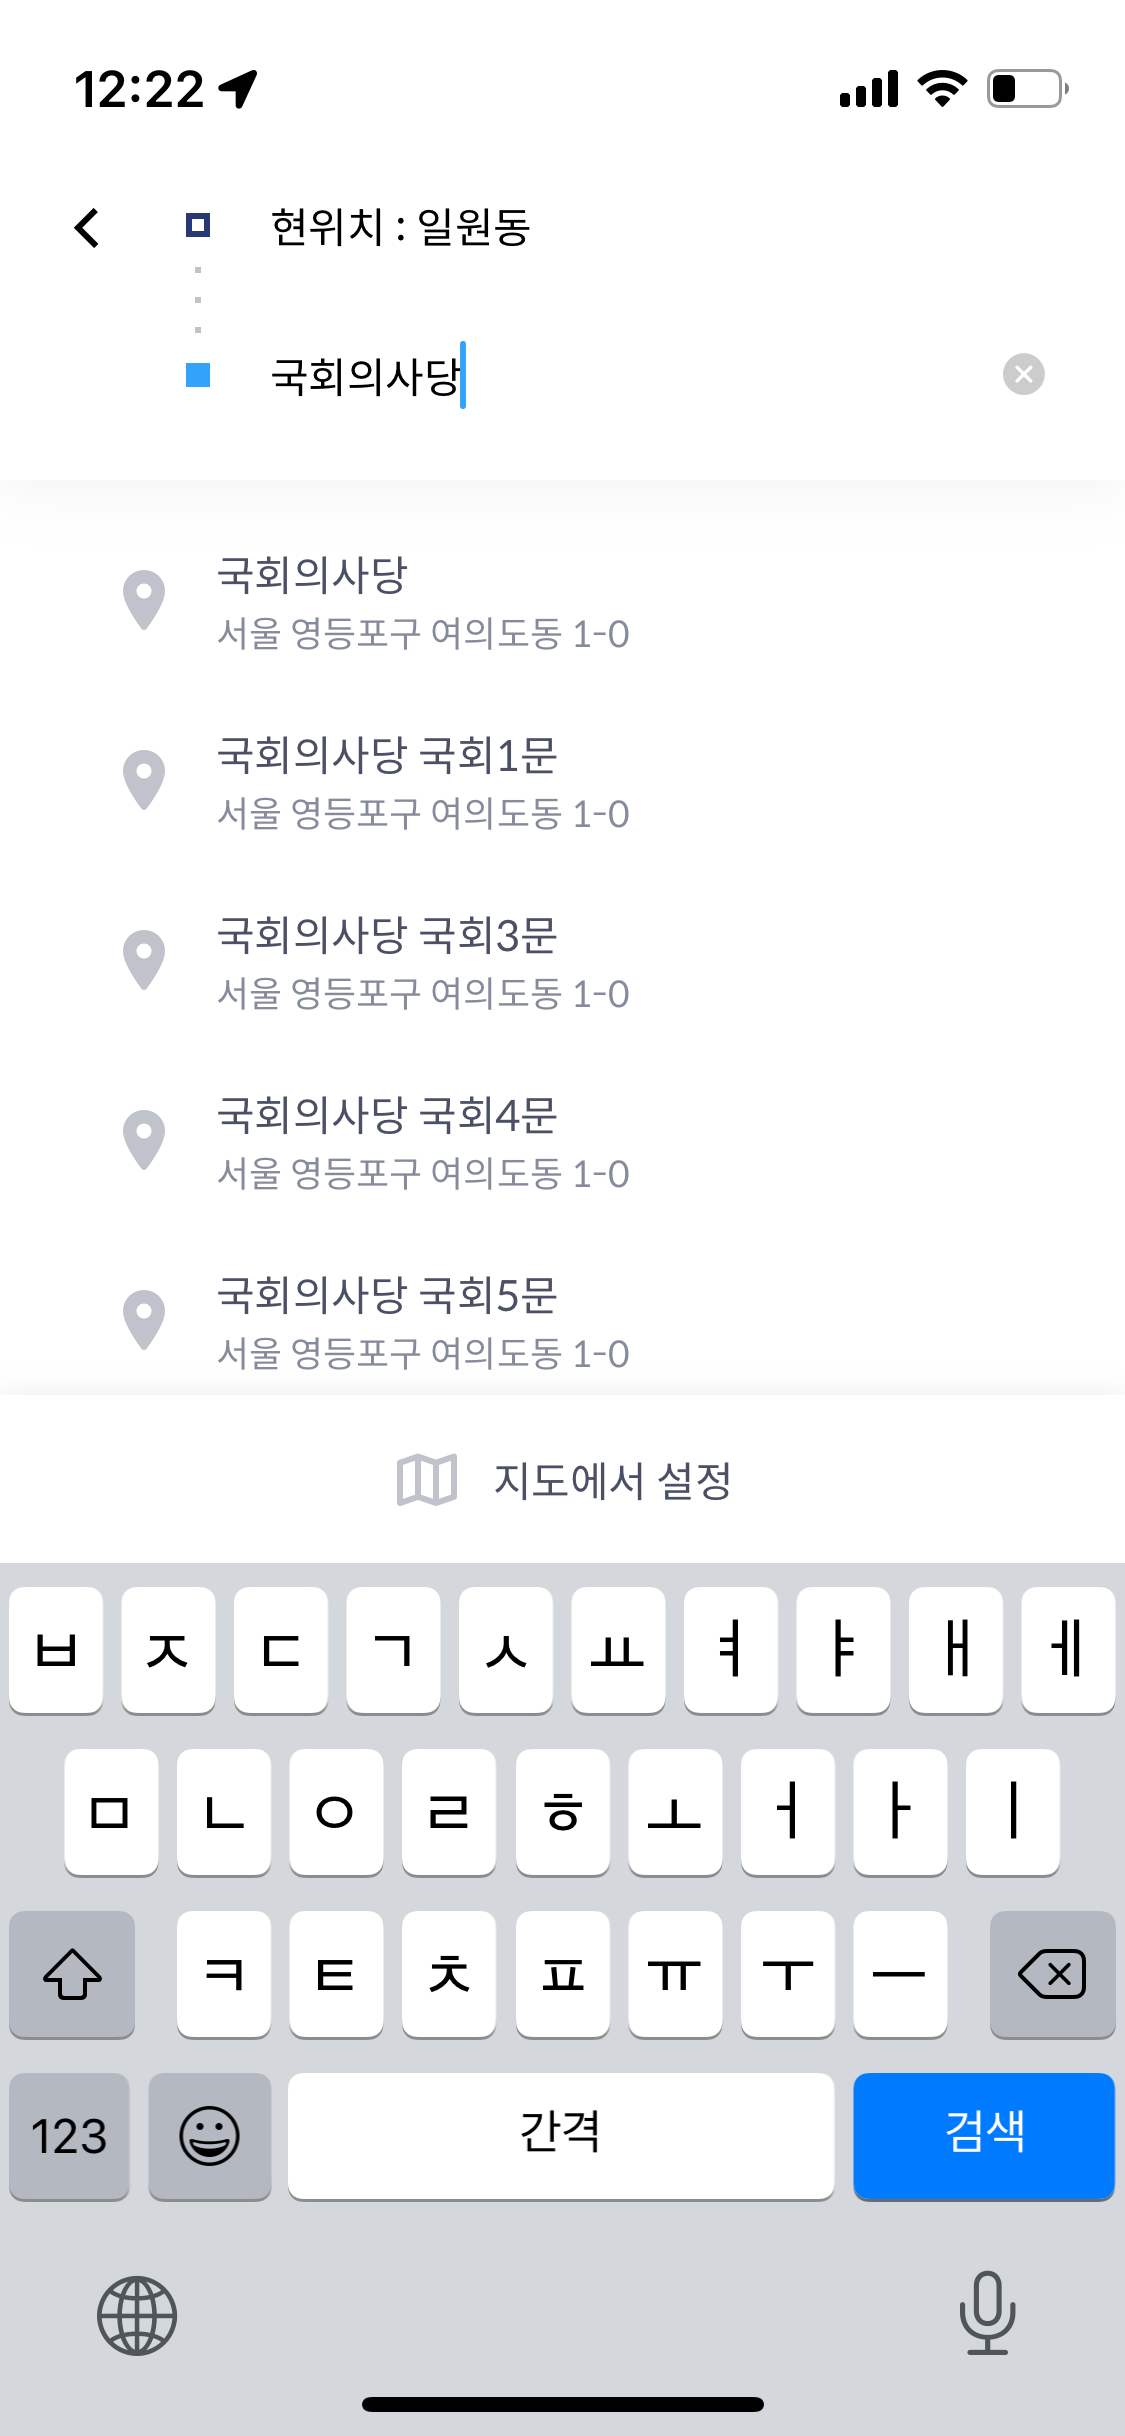 12:22
현위치 : 일원동
국회의사당
국회의사당
서울 영등포구 여의도동 1-0
국회의사당 국회1문
서울 영등포구 여의도동 1-0
국회의사당 국회3문
서울 영등포구 여의도동 1-0
국회의사당 국회4문
서울 영등포구 여의도동 1-0
국회의사당 국회5문
서울 영등포구 여의도동 1-0
지도에서 설정
ㅂ ㅈ ㄷ ㄱ ㅅ ㅛ ㅕ ㅑ ㅐ ㅔ
ㅁ ㄴ ㅇ ㄹ ㅎ ㅗ ㅓ ㅏ ㅣ
ㅋ ㅌ ㅊ ㅍ ㅠ ㅜ ㅡ
123 간격 검색